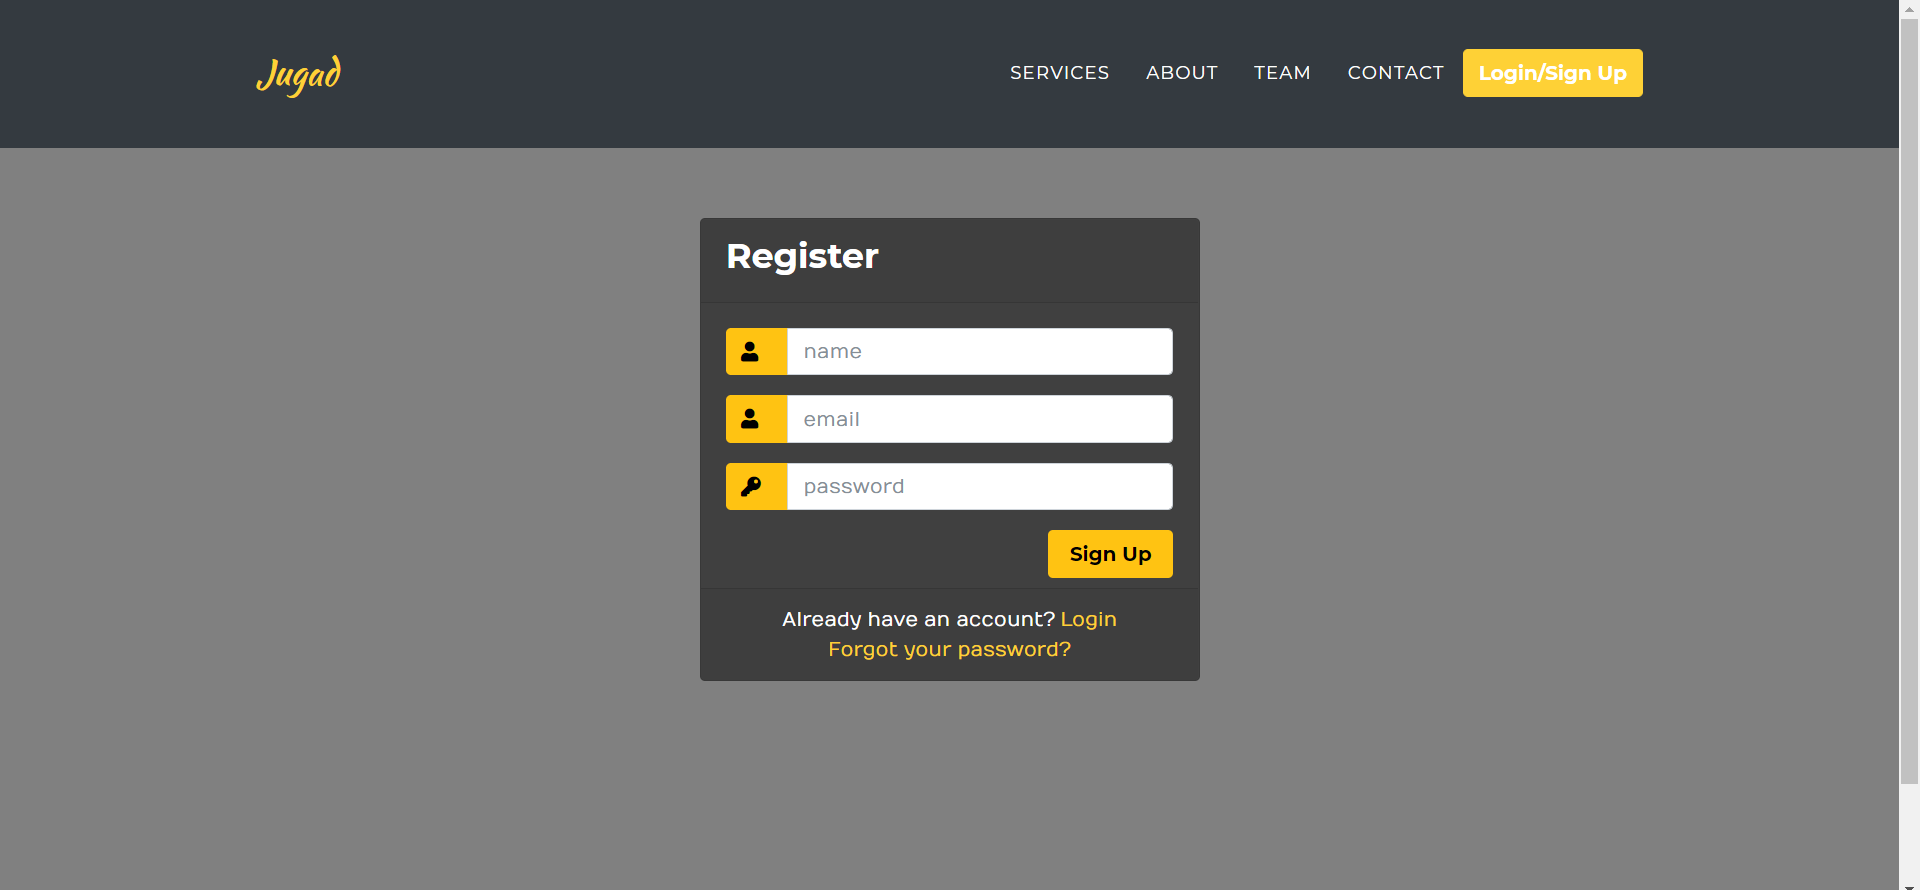 Jugad
SERVICES ABOUT TEAM CONTACT Login/Sign Up
Register
name
email
password
Sign Up
Already have an account? Login
Forgot your password?